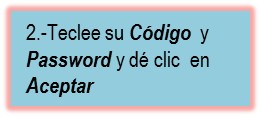 2.-Teclee su Código y
Password y dé clic en
Aceptar